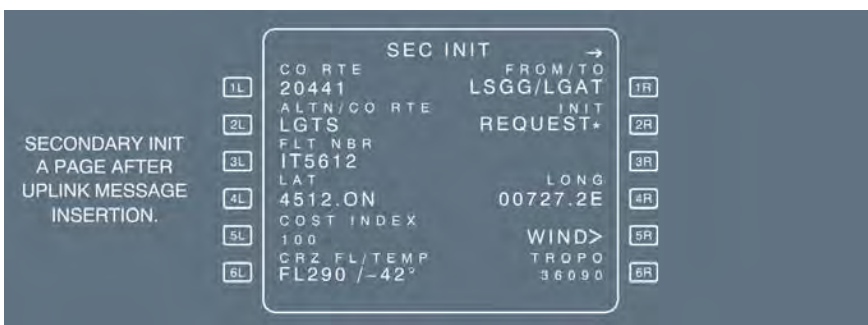 SECONDARY INIT
A PAGE AFTER
UPLINK MESSAGE
INSERTION.
SEC INIT →
CO RTE FROM/TO
1L 20441 LSGG/LGAT 1R
ALTN/CO RTE INIT
2L LGTS REQUEST* 2R
FLT NBR
3L IT5612 3R
LAT LONG
4L 4512.ON 00727.2E 4R
COST INDEX
5L 100 WIND> 5R
CRZ FL/TEMP TROPO
6L FL290 /−42° 36090 6R